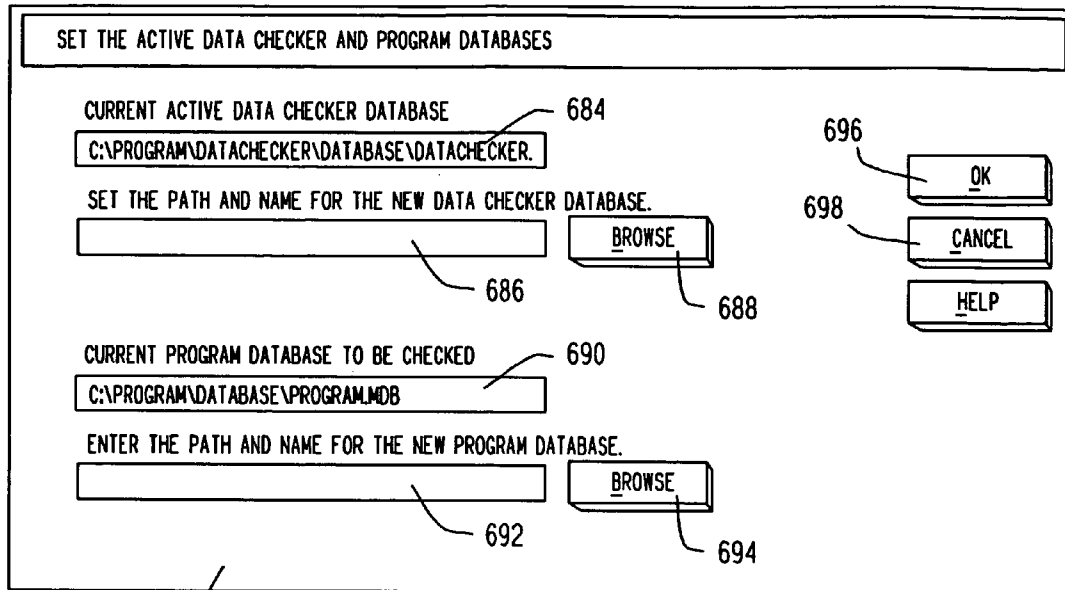 SET THE ACTIVE DATA CHECKER AND PROGRAM DATABASES
CURRENT ACTIVE DATA CHECKER DATABASE
684
C:\PROGRAM\DATACHECKER\DATABASE\DATACHECKER.
696
OK
SET THE PATH AND NAME FOR THE NEW DATA CHECKER DATABASE.
698
BROWSE
CANCEL
686
688
HELP
CURRENT PROGRAM DATABASE TO BE CHECKED
690
C:\PROGRAM\DATABASE\PROGRAM.MDB
ENTER THE PATH AND NAME FOR THE NEW PROGRAM DATABASE.
BROWSE
692
694